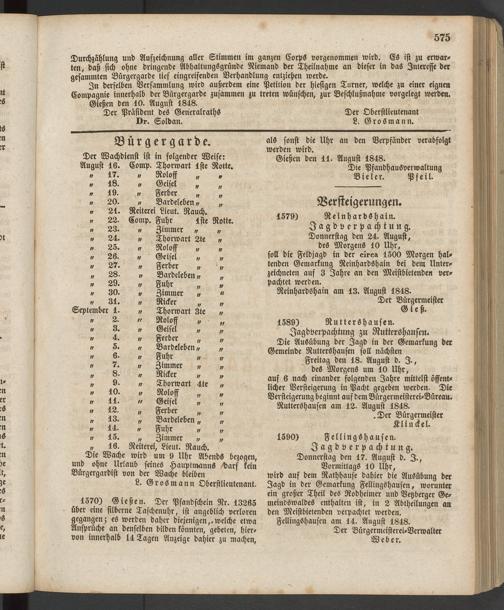 575
Durchzählung und Aufzeichnung aller Stimmen im ganzen Corps vorgenommen wird. Es ist zu erwar-
ten, daß sich ohne dringende Abhaltungsgründe Niemand der Theilnahme an dieser in das Interesse der
gesammten Bürgergarde tief eingreifenden Verhandlung entziehen werde.
In derselben Versammlung wird außerdem eine Petition der hiesigen Turner, welche zu einer eignen
Compagnie innerhalb der Bürgergarde zusammen zu treten wünschen, zur Beschlußnahme vorgelegt werden.
Gießen den 10. August 1848.
Der Präsident des Generalraths
Dr. Soldan.
Der Oberstlieutenant
L. Grosmann.
Bürgergarde.
Der Wachdienst ist in folgender Weise:
August 16. Comp. Thorwart 1ste Rotte.
„ 17. „ Roloff „ „
„ 18. „ Geisel „ „
„ 19. „ Ferber „ „
„ 20. „ Bardeleben „ „
„ 21. Reiterei Lieut. Rauch.
„ 22. Comp. Fuhr 1ste Rotte.
„ 23. „ Zimmer „ „
„ 24. „ Thorwart 2te „
„ 25. „ Roloff „ „
„ 26. „ Geisel „ „
„ 27. „ Ferber „ „
„ 28. „ Bardeleben „ „
„ 29. „ Fuhr „ „
„ 30. „ Zimmer „ „
„ 31. „ Ricker „ „
September 1. „ Thorwart 3te „
„ 2. „ Roloff „ „
„ 3. „ Geisel „ „
„ 4. „ Ferber „ „
„ 5. „ Bardeleben „ „
„ 6. „ Fuhr „ „
„ 7. „ Zimmer „ „
„ 8. „ Ricker „ „
„ 9. „ Thorwart 4te „
„ 10. „ Roloff „ „
„ 11. „ Geisel „ „
„ 12. „ Ferber „ „
„ 13. „ Bardeleben „ „
„ 14. „ Fuhr „ „
„ 15. „ Zimmer „ „
„ 16. Reiterei, Lieut. Rauch.
Die Wache wird um 9 Uhr Abends bezogen,
und ohne Urlaub seines Hauptmanns darf kein
Bürgergardist von der Wache bleiben
L. Grosmann Oberstlieutenant.
1570) Gießen. Der Pfandschein Nr. 13265
über eine silberne Taschenuhr, ist angeblich verloren
gegangen; es werden daher diejenigen, welche etwa
Ansprüche an denselben bilden können, gebeten, hier-
von innerhalb 14 Tagen Anzeige dahier zu machen,
als sonst die Uhr an den Verpfänder verabfolgt
werden wird.
Gießen den 11. August 1848.
Die Pfandhausverwaltung
Bieler. Pfeil.
Versteigerungen.
1579) Reinhardshain.
Jagdverpachtung.
Donnerstag den 24. August,
des Morgens 10 Uhr,
soll die Feldjagd in der circa 1500 Morgen hal-
tenden Gemarkung Reinhardshain bei dem Unter-
zeichneten auf 3 Jahre an den Meistbietenden ver-
pachtet werden.
Reinhardshain am 13. August 1848.
Der Bürgermeister
Gieß.
1589) Ruttershausen.
Jagdverpachtung zu Ruttershausen.
Die Ausübung der Jagd in der Gemarkung der
Gemeinde Ruttershausen soll nächsten
Freitag den 18. August d. J.,
des Morgens um 10 Uhr,
auf 6 nach einander folgenden Jahre mittelst öffent-
licher Versteigerung in Pacht gegeben werden. Die
Versteigerung beginnt auf dem Bürgermeisterei-Büreau.
Ruttershausen am 12. August 1848.
Der Bürgermeister
Klinckel.
1590) Fellingshausen.
Jagdverpachtung.
Donnerstag den 17. August d. J.,
Vormittags 10 Uhr,
wird auf dem Rathhause dahier die Ausübung der
Jagd in der Gemarkung Fellingshausen, worunter
ein großer Theil des Rodheimer und Vetzberger Ge-
meindswaldes enthalten ist, in 2 Abtheilungen an
den Meistbietenden verpachtet werden.
Fellingshausen am 14. August 1848.
Der Bürgermeisterei-Verwalter
Weber.